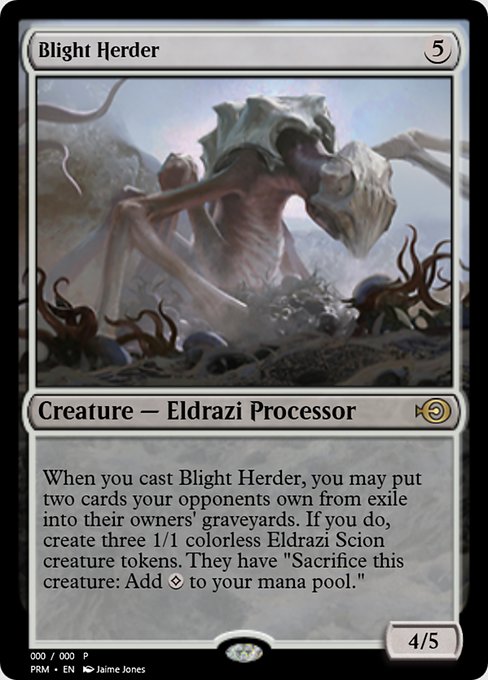 Blight Herder 5
Creature — Eldrazi Processor
When you cast Blight Herder, you may put
two cards your opponents own from exile
into their owners' graveyards. If you do,
create three 1/1 colorless Eldrazi Scion
creature tokens. They have "Sacrifice this
creature: Add to your mana pool."
4/5
000 / 000 P
PRM • EN Jaime Jones